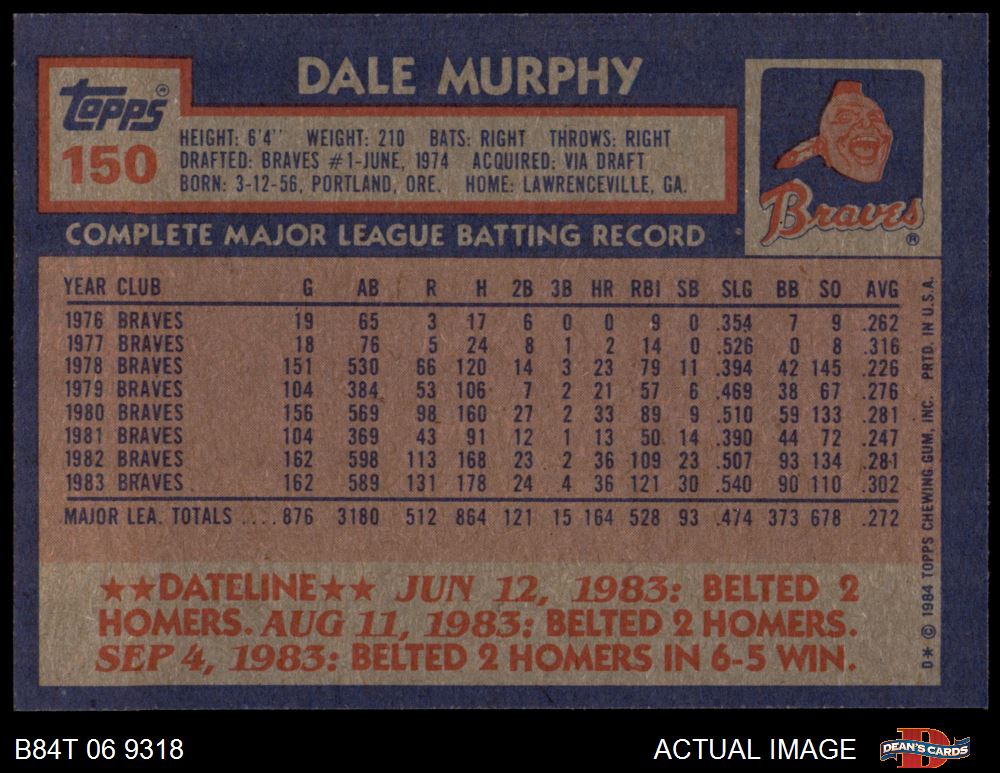 DALE MURPHY
Topps®
150
HEIGHT: 6'4" WEIGHT: 210 BATS: RIGHT THROWS: RIGHT
DRAFTED: BRAVES #1-JUNE, 1974 ACQUIRED: VIA DRAFT
BORN: 3-12-56, PORTLAND, ORE. HOME: LAWRENCEVILLE, GA.
Braves®
COMPLETE MAJOR LEAGUE BATTING RECORD
YEAR CLUB G AB R H 2B 3B HR RBI SB SLG BB SO AVG
1976 BRAVES 19 65 3 17 6 0 0 9 0 .354 7 9 .262
1977 BRAVES 18 76 5 24 8 1 2 14 0 .526 0 8 .316
1978 BRAVES 151 530 66 120 14 3 23 79 11 .394 42 145 .226
1979 BRAVES 104 384 53 106 7 2 21 57 6 .469 38 67 .276
1980 BRAVES 156 569 98 160 27 2 33 89 9 .510 59 133 .281
1981 BRAVES 104 369 43 91 12 1 13 50 14 .390 44 72 .247
1982 BRAVES 162 598 113 168 23 2 36 109 23 .507 93 134 .281
1983 BRAVES 162 589 131 178 24 4 36 121 30 .540 90 110 .302
MAJOR LEA. TOTALS .... 876 3180 512 864 121 15 164 528 93 .474 373 678 .272
★★DATELINE★★ JUN 12, 1983: BELTED 2
HOMERS. AUG 11, 1983: BELTED 2 HOMERS.
SEP 4, 1983: BELTED 2 HOMERS IN 6-5 WIN.
D* © 1984 TOPPS CHEWING GUM, INC. PRTD. IN U.S.A.
B84T 06 9318
ACTUAL IMAGE
DEAN'S CARDS